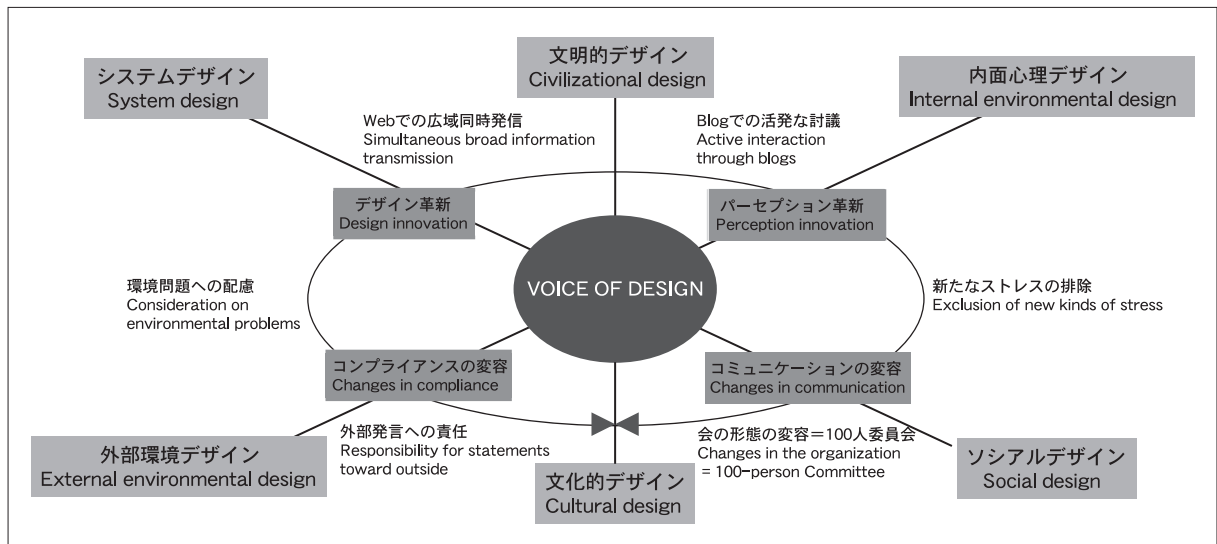 文明的デザイン
Civilizational design
システムデザイン
System design
内面心理デザイン
Internal environmental design
Webでの広域同時発信
Simultaneous broad information
transmission
Blogでの活発な討議
Active interaction
through blogs
デザイン革新
Design innovation
パーセプション革新
Perception innovation
VOICE OF DESIGN
環境問題への配慮
Consideration on
environmental problems
新たなストレスの排除
Exclusion of new kinds of stress
コンプライアンスの変容
Changes in compliance
コミュニケーションの変容
Changes in communication
外部発言への責任
Responsibility for statements
toward outside
会の形態の変容＝100人委員会
Changes in the organization
= 100-person Committee
外部環境デザイン
External environmental design
文化的デザイン
Cultural design
ソシアルデザイン
Social design